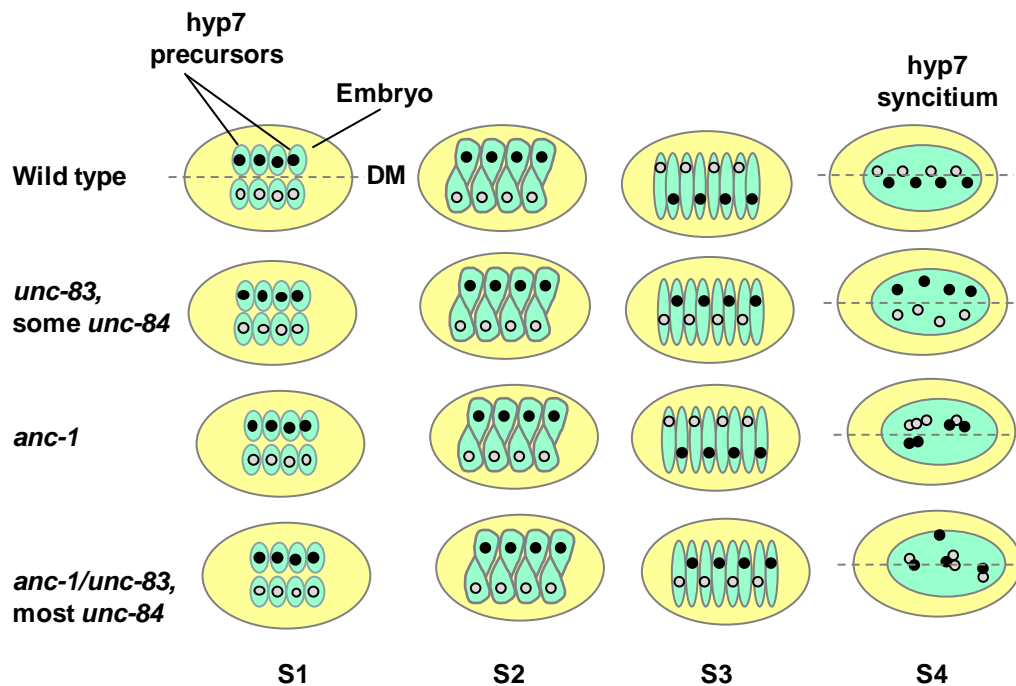 hyp7
precursors
Embryo
hyp7
syncitium
Wild type
DM
unc-83,
some unc-84
anc-1
anc-1/unc-83,
most unc-84
S1
S2
S3
S4